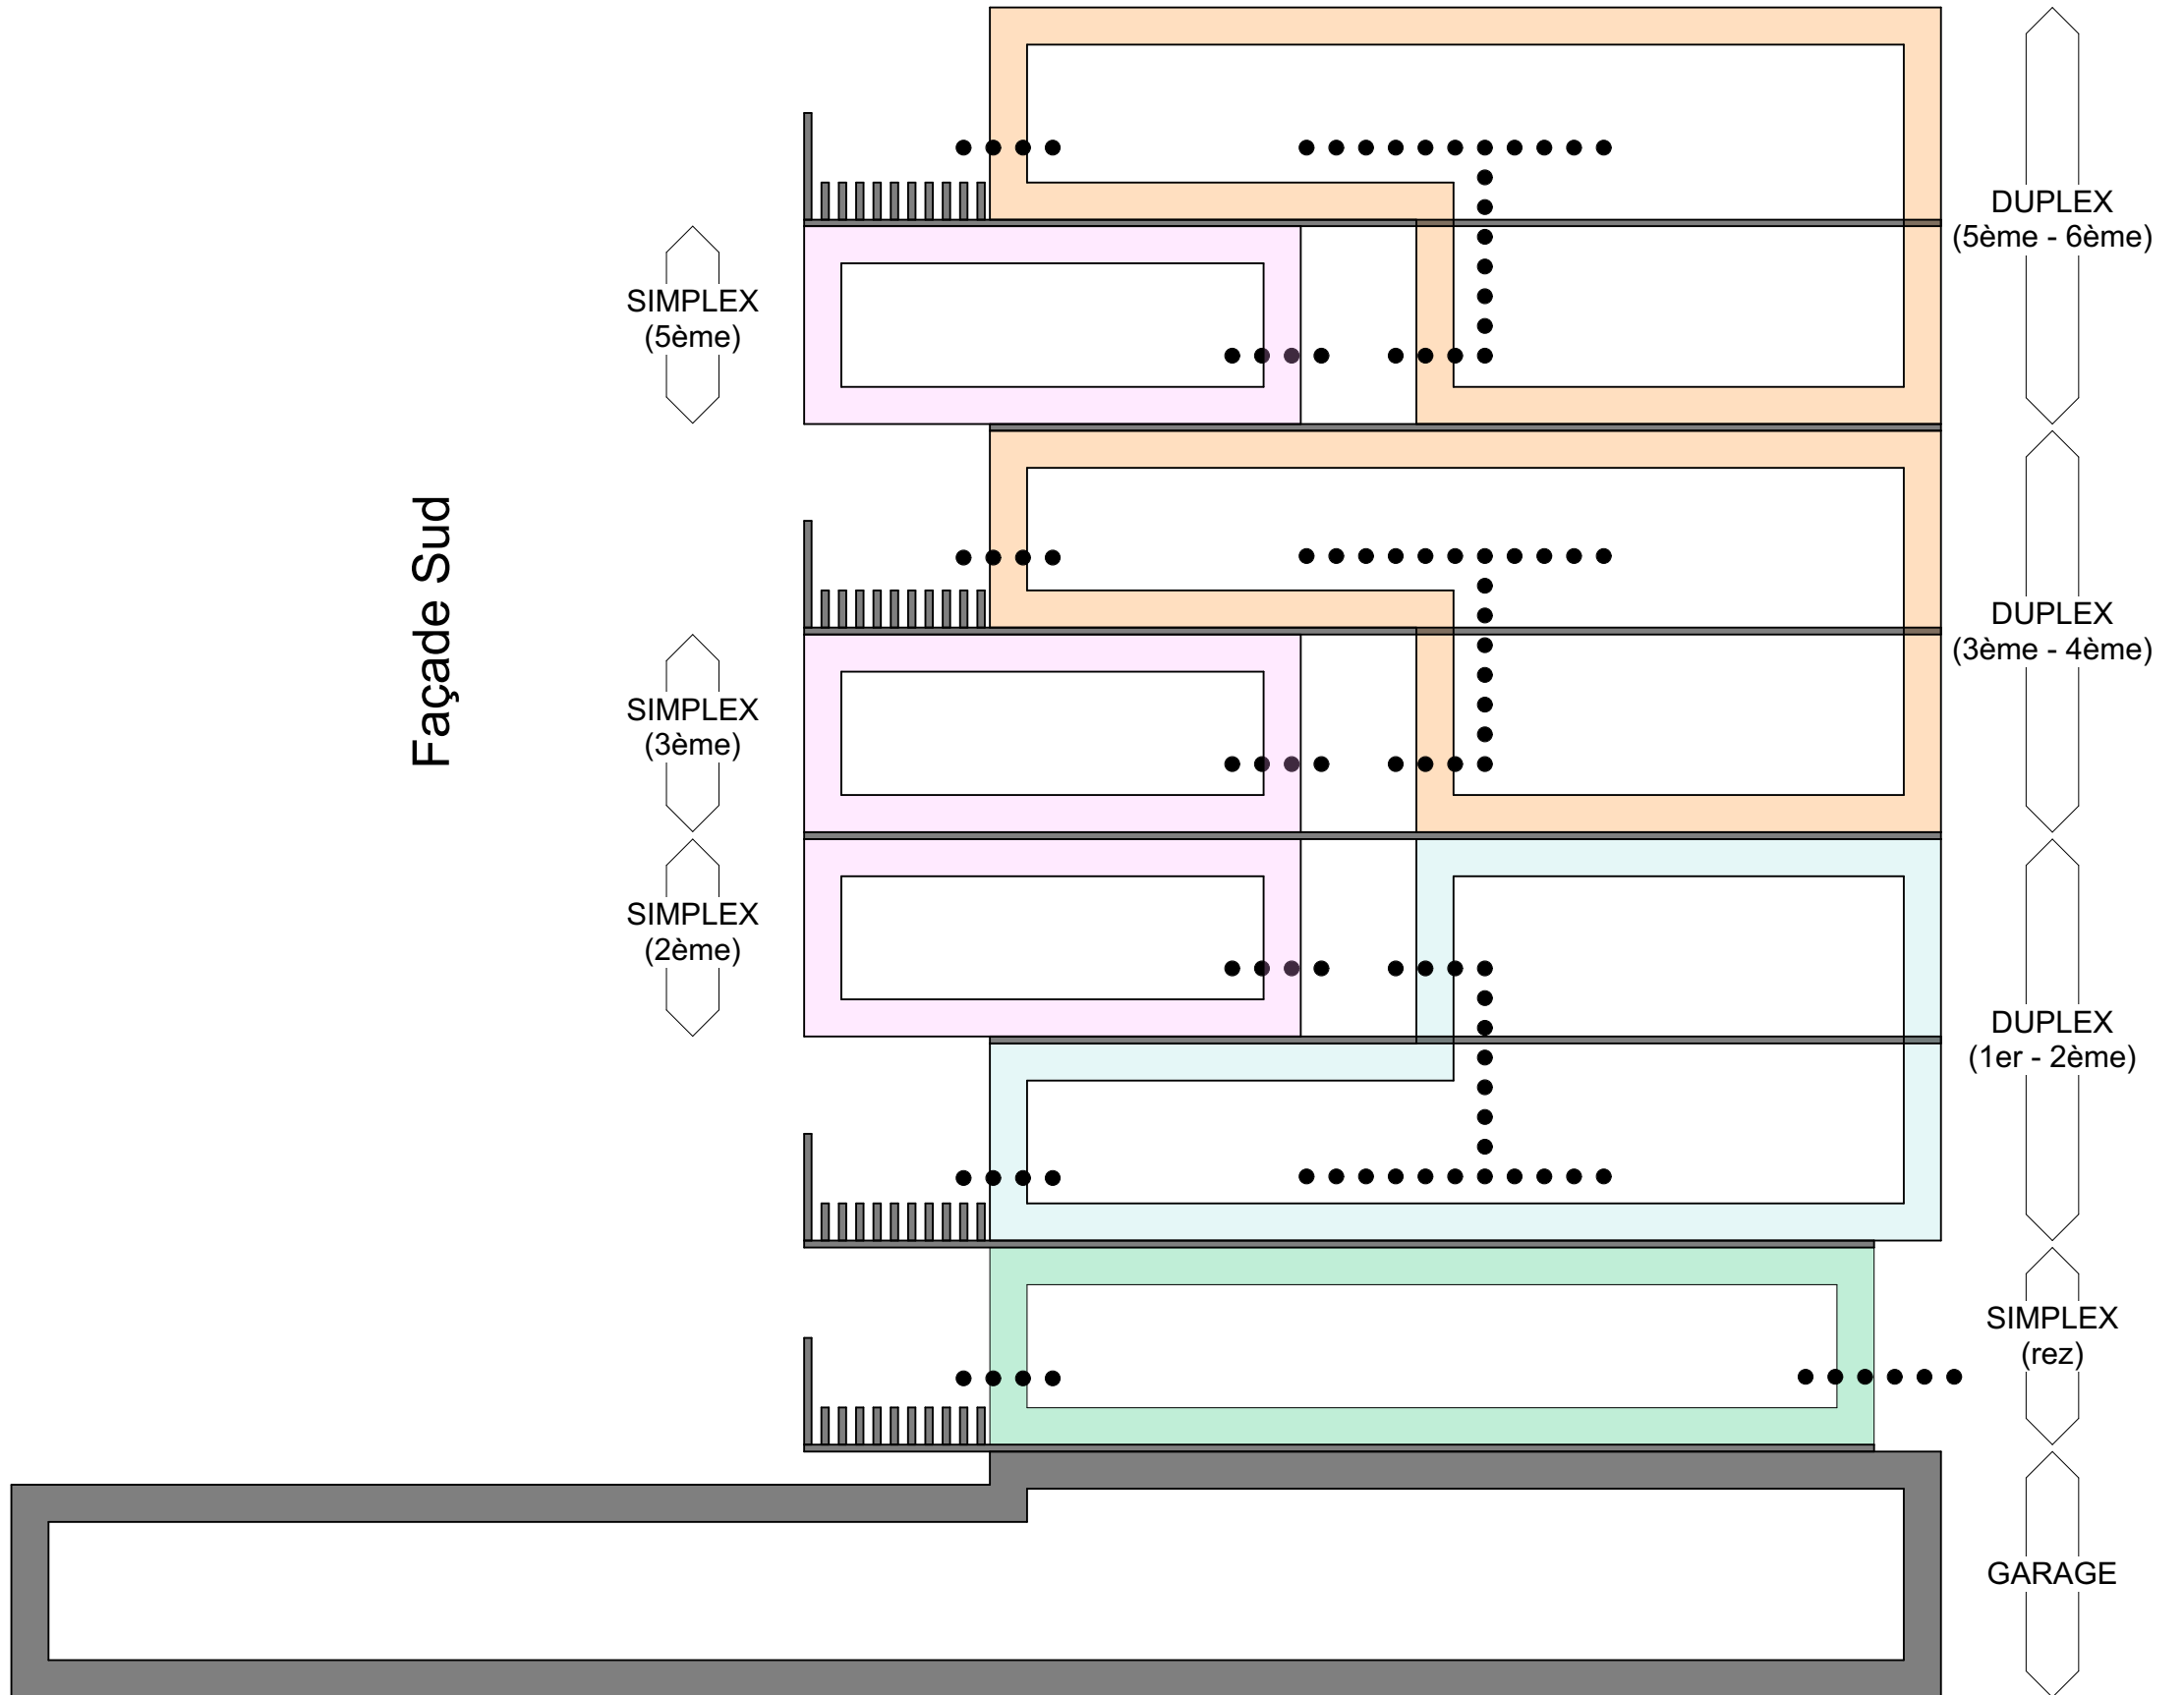 DUPLEX
(5ème - 6ème)
SIMPLEX
(5ème)
Façade Sud
DUPLEX
(3ème - 4ème)
SIMPLEX
(3ème)
SIMPLEX
(2ème)
DUPLEX
(1er - 2ème)
SIMPLEX
(rez)
GARAGE